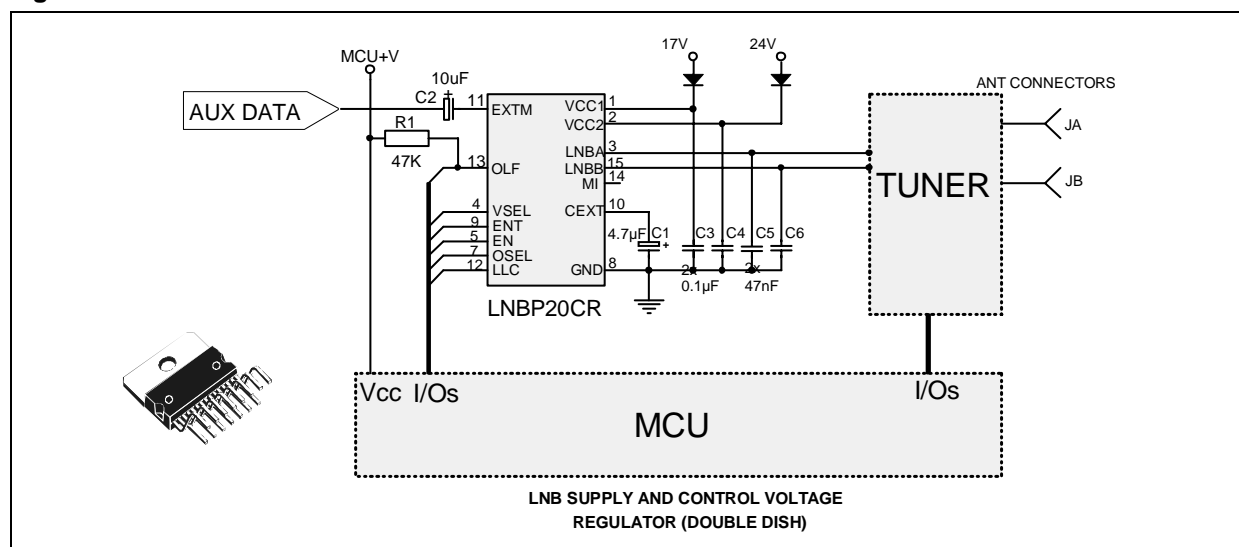 MCU+V
17V
24V
ANT CONNECTORS
10uF
+
C2
AUX DATA
11
EXTM
VCC1
1
VCC2
2
R1
LNBA
3
JA
47K
13
OLF
LNBB
15
MI
14
TUNER
JB
4
VSEL
CEXT
10
9
ENT
4.7µF
C1
+
C3
C4
C5
C6
5
EN
7
OSEL
12
LLC
GND
8
2x
0.1µF
2x
47nF
LNBP20CR
Vcc
I/Os
I/Os
MCU
LNB SUPPLY AND CONTROL VOLTAGE
REGULATOR (DOUBLE DISH)